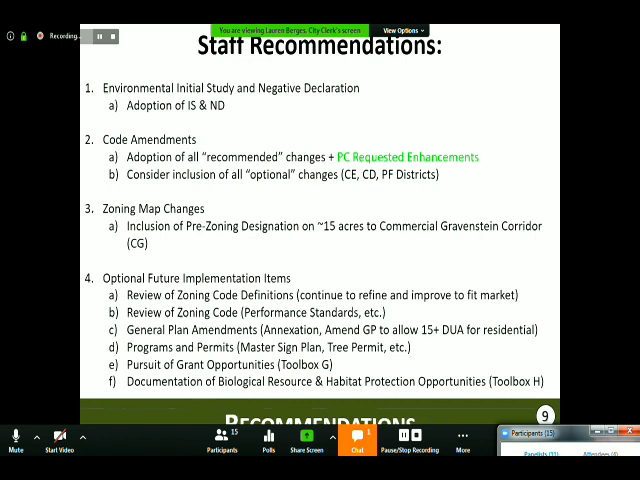 You are viewing Lauren Berges, City Clerk's screen
View Options
Recording...
Staff Recommendations:
1. Environmental Initial Study and Negative Declaration
a) Adoption of IS & ND
2. Code Amendments
a) Adoption of all "recommended" changes + PC Requested Enhancements
b) Consider inclusion of all "optional" changes (CE, CD, PF Districts)
3. Zoning Map Changes
a) Inclusion of Pre-Zoning Designation on ~15 acres to Commercial Gravenstein Corridor
(CG)
4. Optional Future Implementation Items
a) Review of Zoning Code Definitions (continue to refine and improve to fit market)
b) Review of Zoning Code (Performance Standards, etc.)
c) General Plan Amendments (Annexation, Amend GP to allow 15+ DUA for residential)
d) Programs and Permits (Master Sign Plan, Tree Permit, etc.)
e) Pursuit of Grant Opportunities (Toolbox G)
f) Documentation of Biological Resource & Habitat Protection Opportunities (Toolbox H)
RECOMMENDATIONS
9
15
1
Participants (15)
Mute
Start Video
Participants
Polls
Share Screen
Chat
Pause/Stop Recording
More
Panelists (11)
Attendees (4)